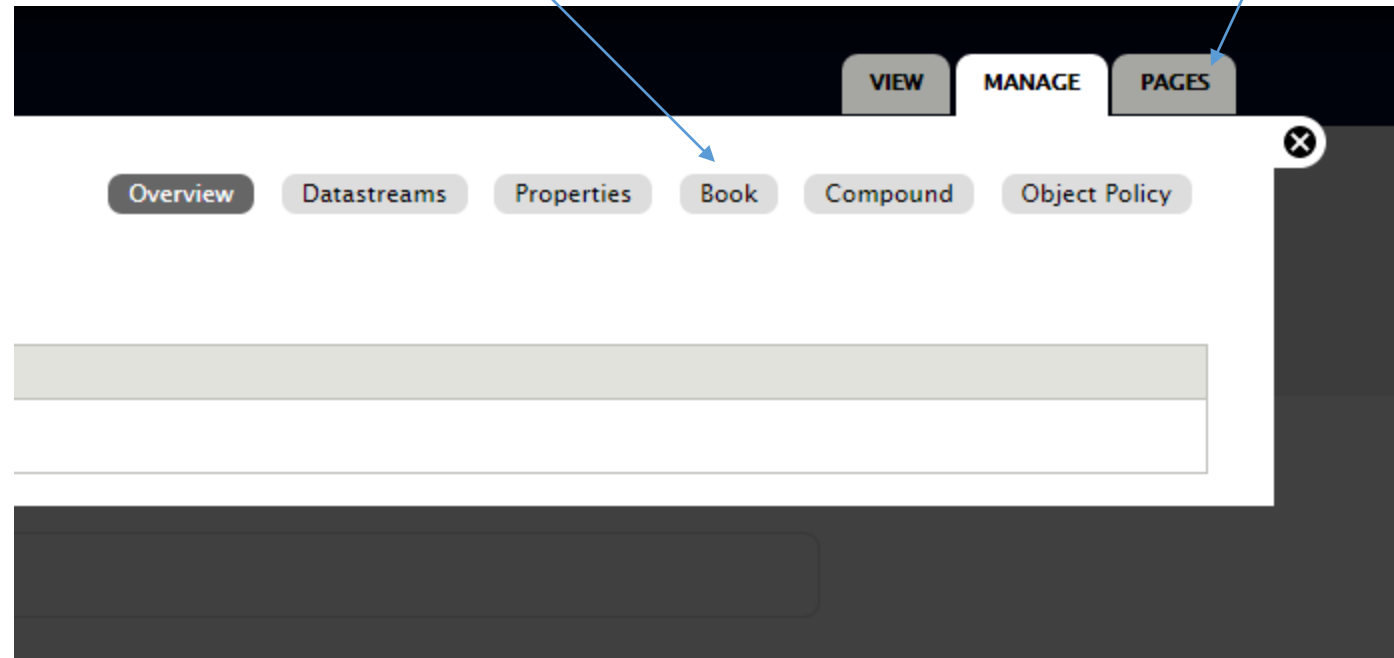 VIEW MANAGE PAGES
Overview Datastreams Properties Book Compound Object Policy